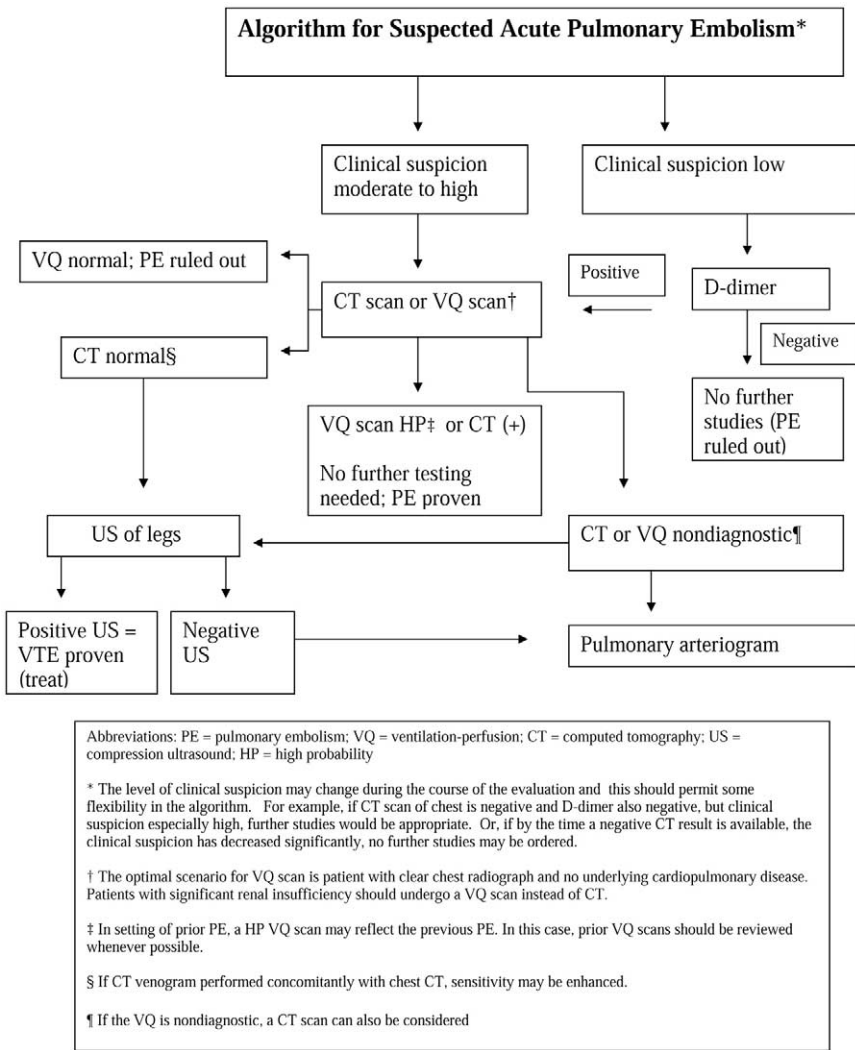 Algorithm for Suspected Acute Pulmonary Embolism*
Clinical suspicion
moderate to high
Clinical suspicion low
VQ normal; PE ruled out
CT scan or VQ scan†
Positive
D-dimer
Negative
CT normal§
VQ scan HP‡ or CT (+)
No further testing
needed; PE proven
No further
studies (PE
ruled out)
US of legs
CT or VQ nondiagnostic¶
Positive US =
VTE proven
(treat)
Negative
US
Pulmonary arteriogram
Abbreviations: PE = pulmonary embolism; VQ = ventilation-perfusion; CT = computed tomography; US =
compression ultrasound; HP = high probability
* The level of clinical suspicion may change during the course of the evaluation and this should permit some
flexibility in the algorithm. For example, if CT scan of chest is negative and D-dimer also negative, but clinical
suspicion especially high, further studies would be appropriate. Or, if by the time a negative CT result is available, the
clinical suspicion has decreased significantly, no further studies may be ordered.
† The optimal scenario for VQ scan is patient with clear chest radiograph and no underlying cardiopulmonary disease.
Patients with significant renal insufficiency should undergo a VQ scan instead of CT.
‡ In setting of prior PE, a HP VQ scan may reflect the previous PE. In this case, prior VQ scans should be reviewed
whenever possible.
§ If CT venogram performed concomitantly with chest CT, sensitivity may be enhanced.
¶ If the VQ is nondiagnostic, a CT scan can also be considered